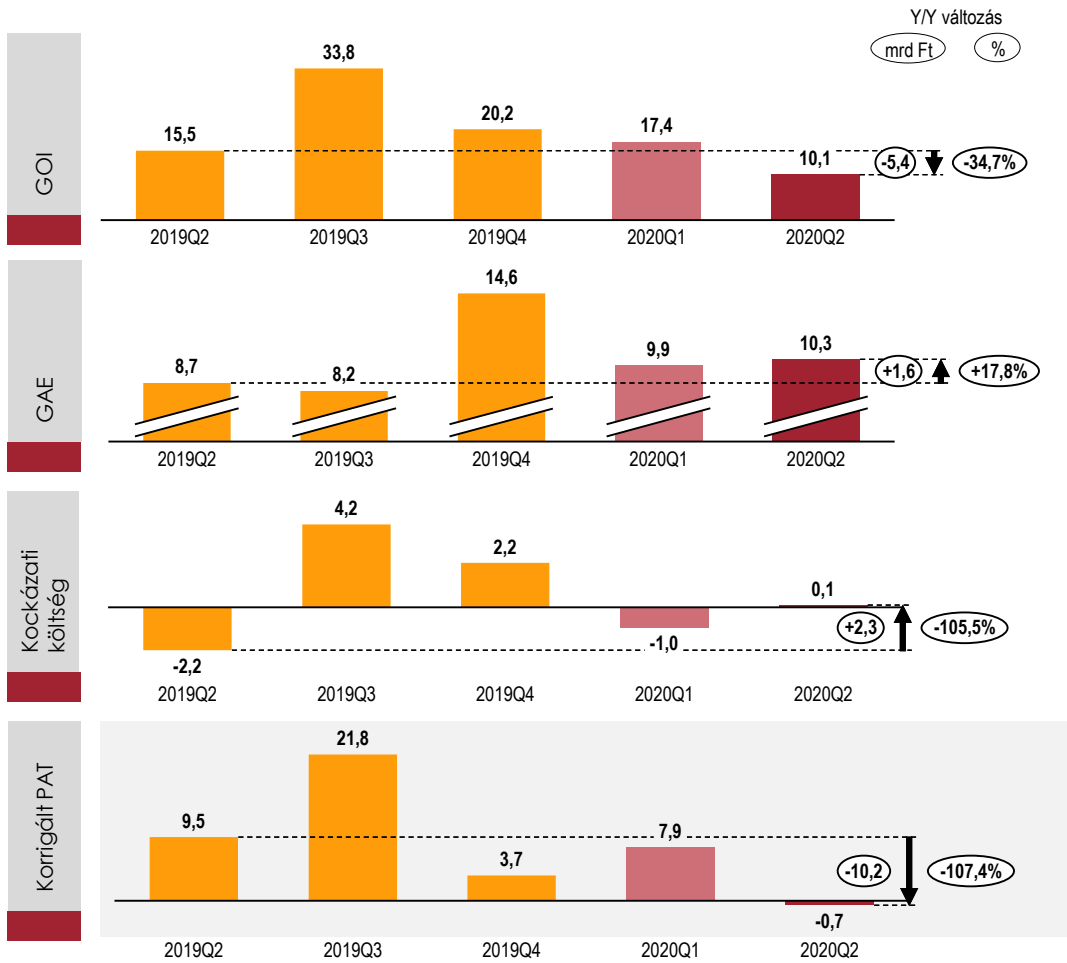 Y/Y változás
mrd Ft %
GOI
15,5
33,8
20,2
17,4
10,1
-5,4
-34,7%
2019Q2 2019Q3 2019Q4 2020Q1 2020Q2
GAE
8,7
8,2
14,6
9,9
10,3
+1,6
+17,8%
2019Q2 2019Q3 2019Q4 2020Q1 2020Q2
Kockázati
költség
-2,2
4,2
2,2
-1,0
0,1
+2,3
-105,5%
2019Q2 2019Q3 2019Q4 2020Q1 2020Q2
Korrigált PAT
9,5
21,8
3,7
7,9
-0,7
-10,2
-107,4%
2019Q2 2019Q3 2019Q4 2020Q1 2020Q2